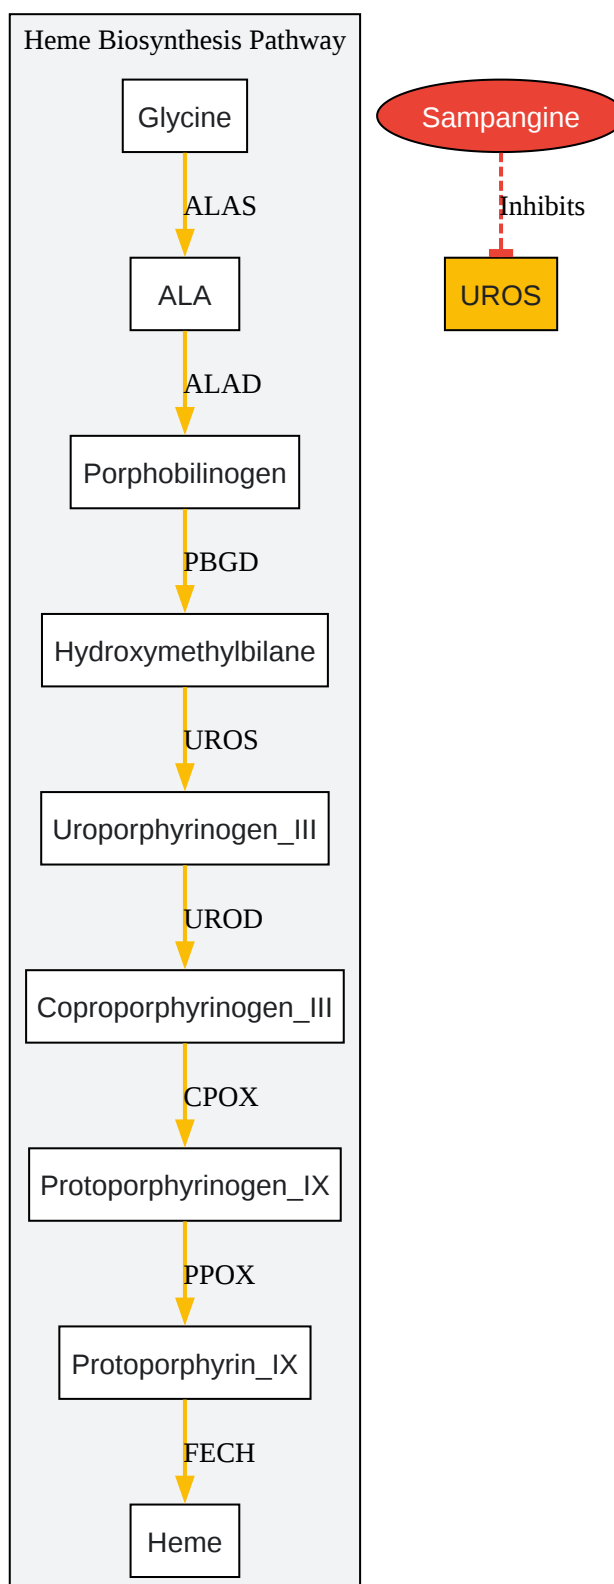 Heme Biosynthesis Pathway
Glycine
ALAS
ALA
ALAD
Porphobilinogen
PBGD
Hydroxymethylbilane
UROS
Uroporphyrinogen_III
UROD
Coproporphyrinogen_III
CPOX
Protoporphyrinogen_IX
PPOX
Protoporphyrin_IX
FECH
Heme
Sampangine
Inhibits
UROS